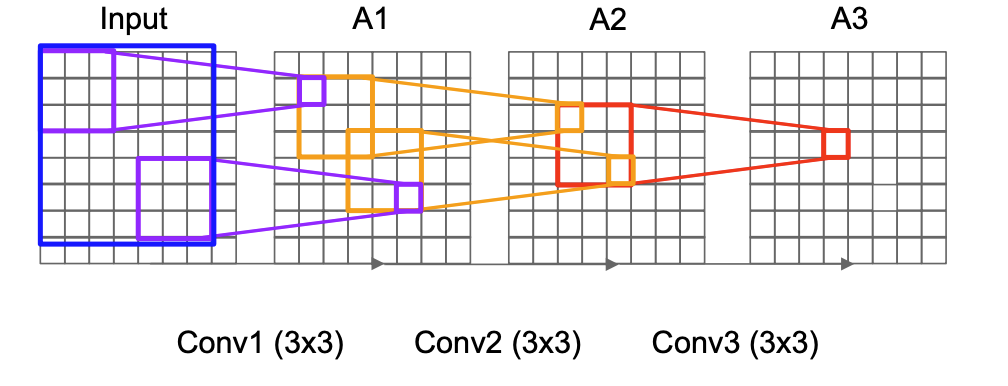 Input A1 A2 A3
Conv1 (3x3) Conv2 (3x3) Conv3 (3x3)